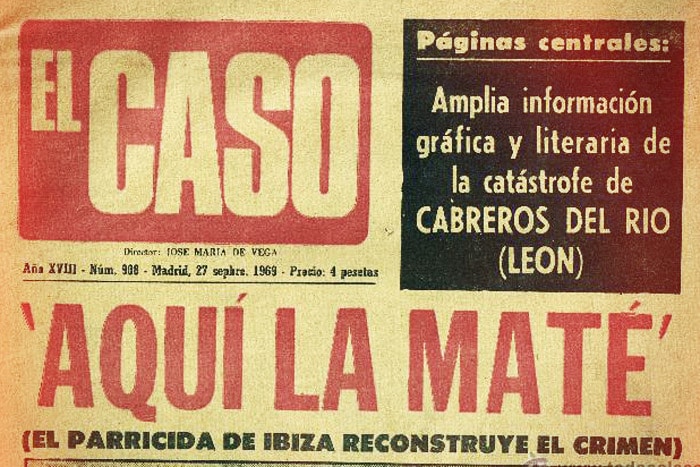 EL CASO
Director: JOSE MARIA DE VEGA
Año XVIII - Núm. 908 - Madrid, 27 sepbre. 1969 - Precio: 4 pesetas
Páginas centrales:
Amplia información
gráfica y literaria de
la catástrofe de
CABREROS DEL RIO
(LEON)
'AQUÍ LA MATÉ'
(EL PARRICIDA DE IBIZA RECONSTRUYE EL CRIMEN)